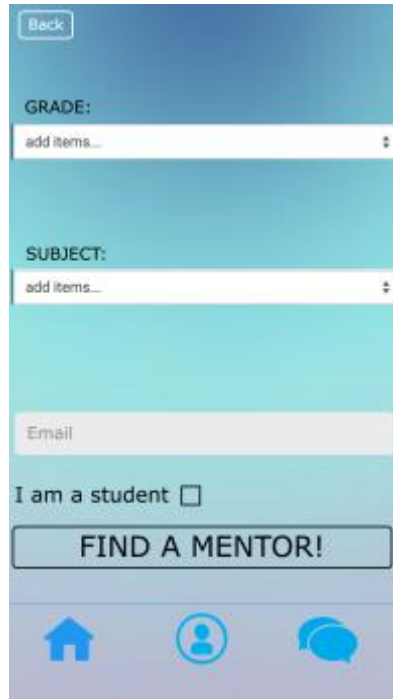 Back
GRADE:
add items...
SUBJECT:
add items...
Email
I am a student
FIND A MENTOR!